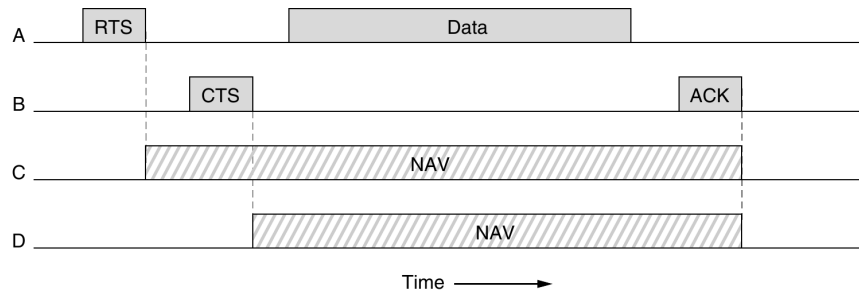 A RTS Data
B CTS ACK
C NAV
D NAV
Time